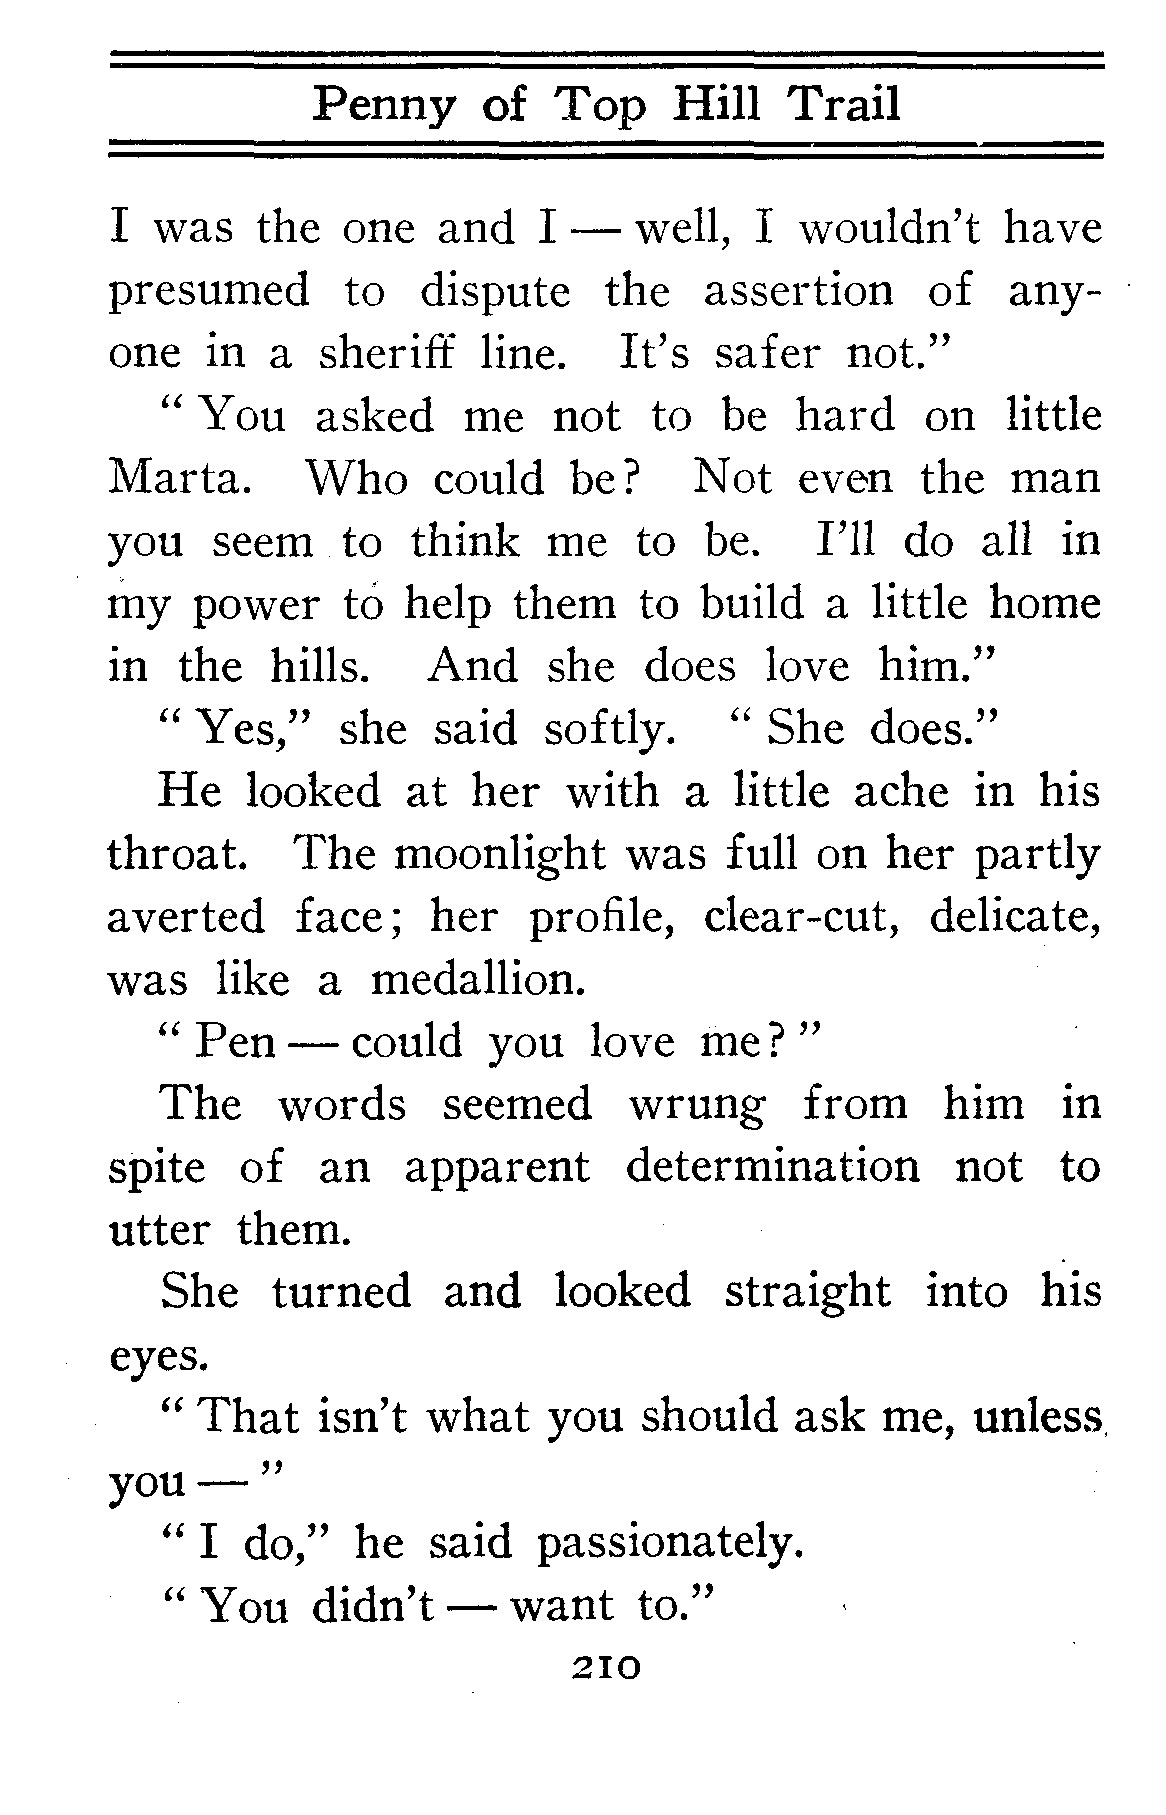 Penny of Top Hill Trail
I was the one and I — well, I wouldn't have
presumed to dispute the assertion of any-
one in a sheriff line. It's safer not."
" You asked me not to be hard on little
Marta. Who could be? Not even the man
you seem to think me to be. I'll do all in
my power to help them to build a little home
in the hills. And she does love him."
" Yes," she said softly. " She does."
He looked at her with a little ache in his
throat. The moonlight was full on her partly
averted face; her profile, clear-cut, delicate,
was like a medallion.
" Pen — could you love me? "
The words seemed wrung from him in
spite of an apparent determination not to
utter them.
She turned and looked straight into his
eyes.
" That isn't what you should ask me, unless
you — "
" I do," he said passionately.
" You didn't — want to."
210